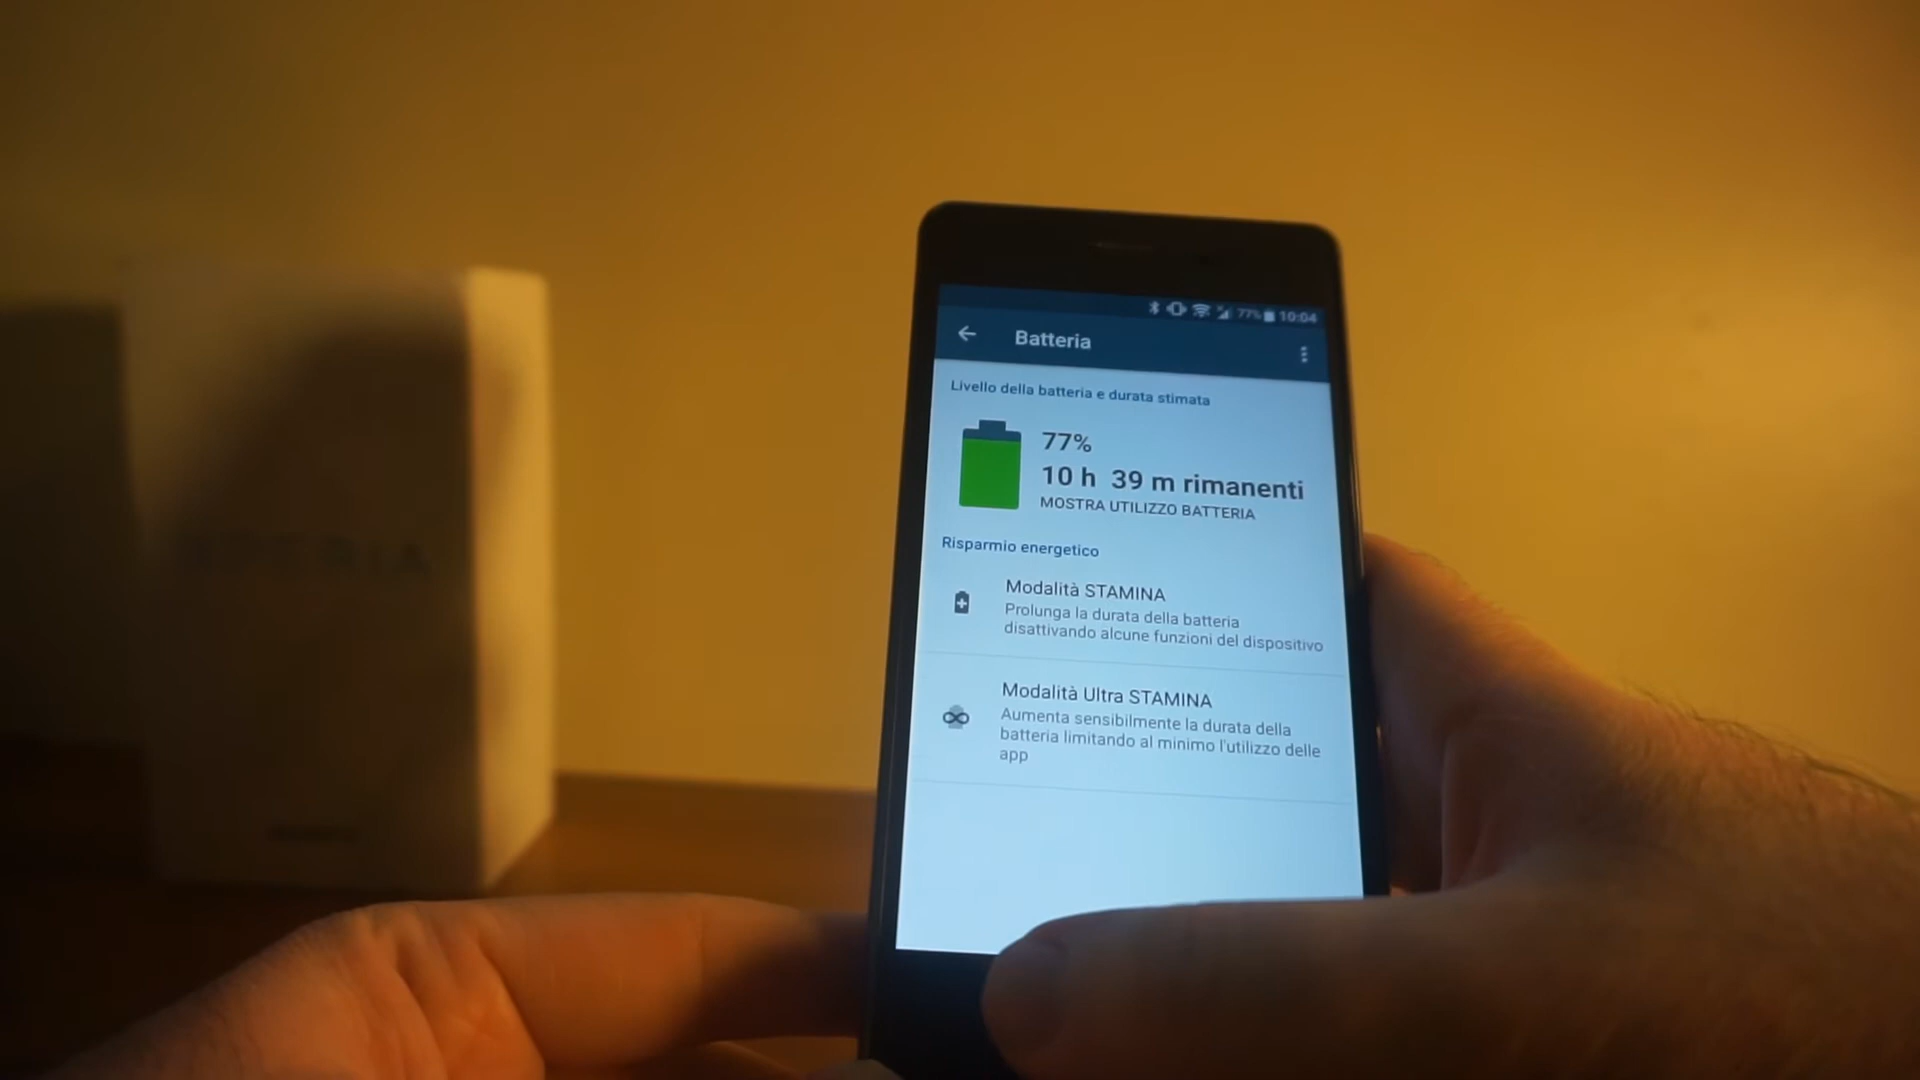 77% 10:04
Batteria
Livello della batteria e durata stimata
77%
10 h 39 m rimanenti
MOSTRA UTILIZZO BATTERIA
Risparmio energetico
Modalità STAMINA
Prolunga la durata della batteria
disattivando alcune funzioni del dispositivo
Modalità Ultra STAMINA
Aumenta sensibilmente la durata della
batteria limitando al minimo l'utilizzo delle
app
XPERIA